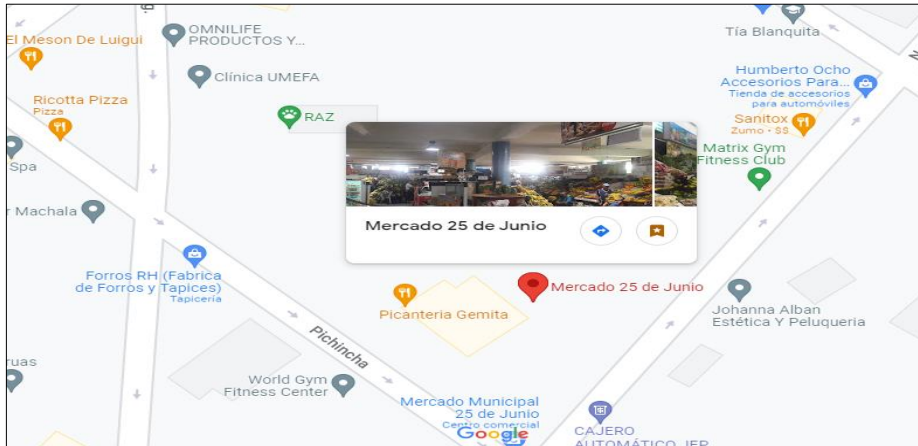 g.
OMNILIFE
PRODUCTOS Y...
El Meson De Luigui
Clínica UMEFA
Ricotta Pizza
Pizza
RAZ
Spa
r Machala
Forros RH (Fabrica
de Forros y Tapices)
Tapicería
Pichincha
ruas
World Gym
Fitness Center
Mercado 25 de Junio
Picanteria Gemita
Mercado 25 de Junio
Mercado Municipal
25 de Junio
Centro comercial
Google
Tía Blanquita
N
Humberto Ocho
Accesorios Para...
Tienda de accesorios
para automóviles
Sanitox
Zumo • $$
Matrix Gym
Fitness Club
Johanna Alban
Estética Y Peluqueria
CAJERO
AUTOMÁTICO JEP